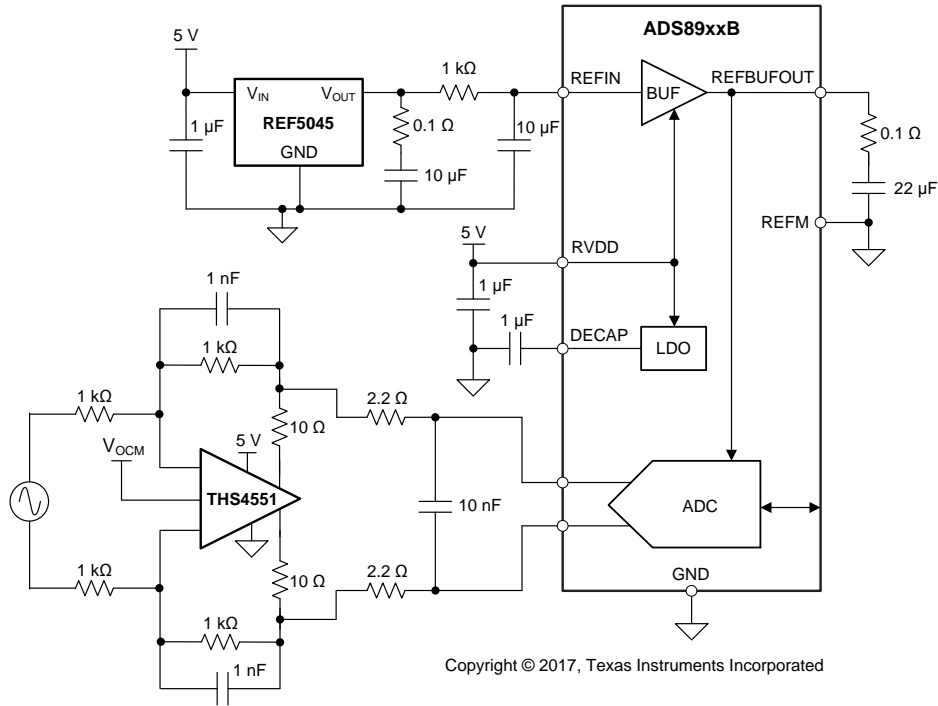 ADS89xxB
5 V
1 kΩ
REFIN
REFBUFOUT
VIN
VOUT
BUF
REF5045
1 µF
0.1 Ω
10 µF
0.1 Ω
GND
10 µF
22 µF
REFM
5 V
RVDD
1 nF
1 µF
1 µF
DECAP
LDO
1 kΩ
1 kΩ
2.2 Ω
10 Ω
VOCM
5 V
THS4551
10 nF
ADC
1 kΩ
10 Ω
2.2 Ω
GND
1 kΩ
1 nF
Copyright © 2017, Texas Instruments Incorporated